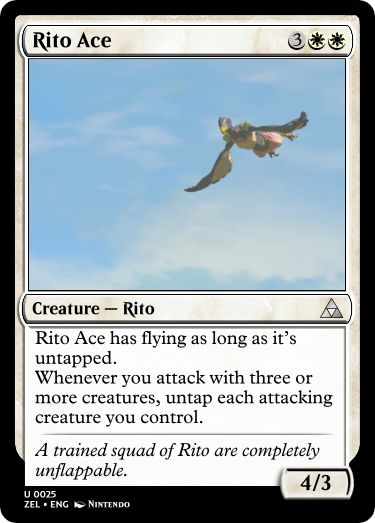 Rito Ace 3
Creature — Rito
Rito Ace has flying as long as it's
untapped.
Whenever you attack with three or
more creatures, untap each attacking
creature you control.
A trained squad of Rito are completely
unflappable.
4/3
U 0025
ZEL • ENG Nintendo